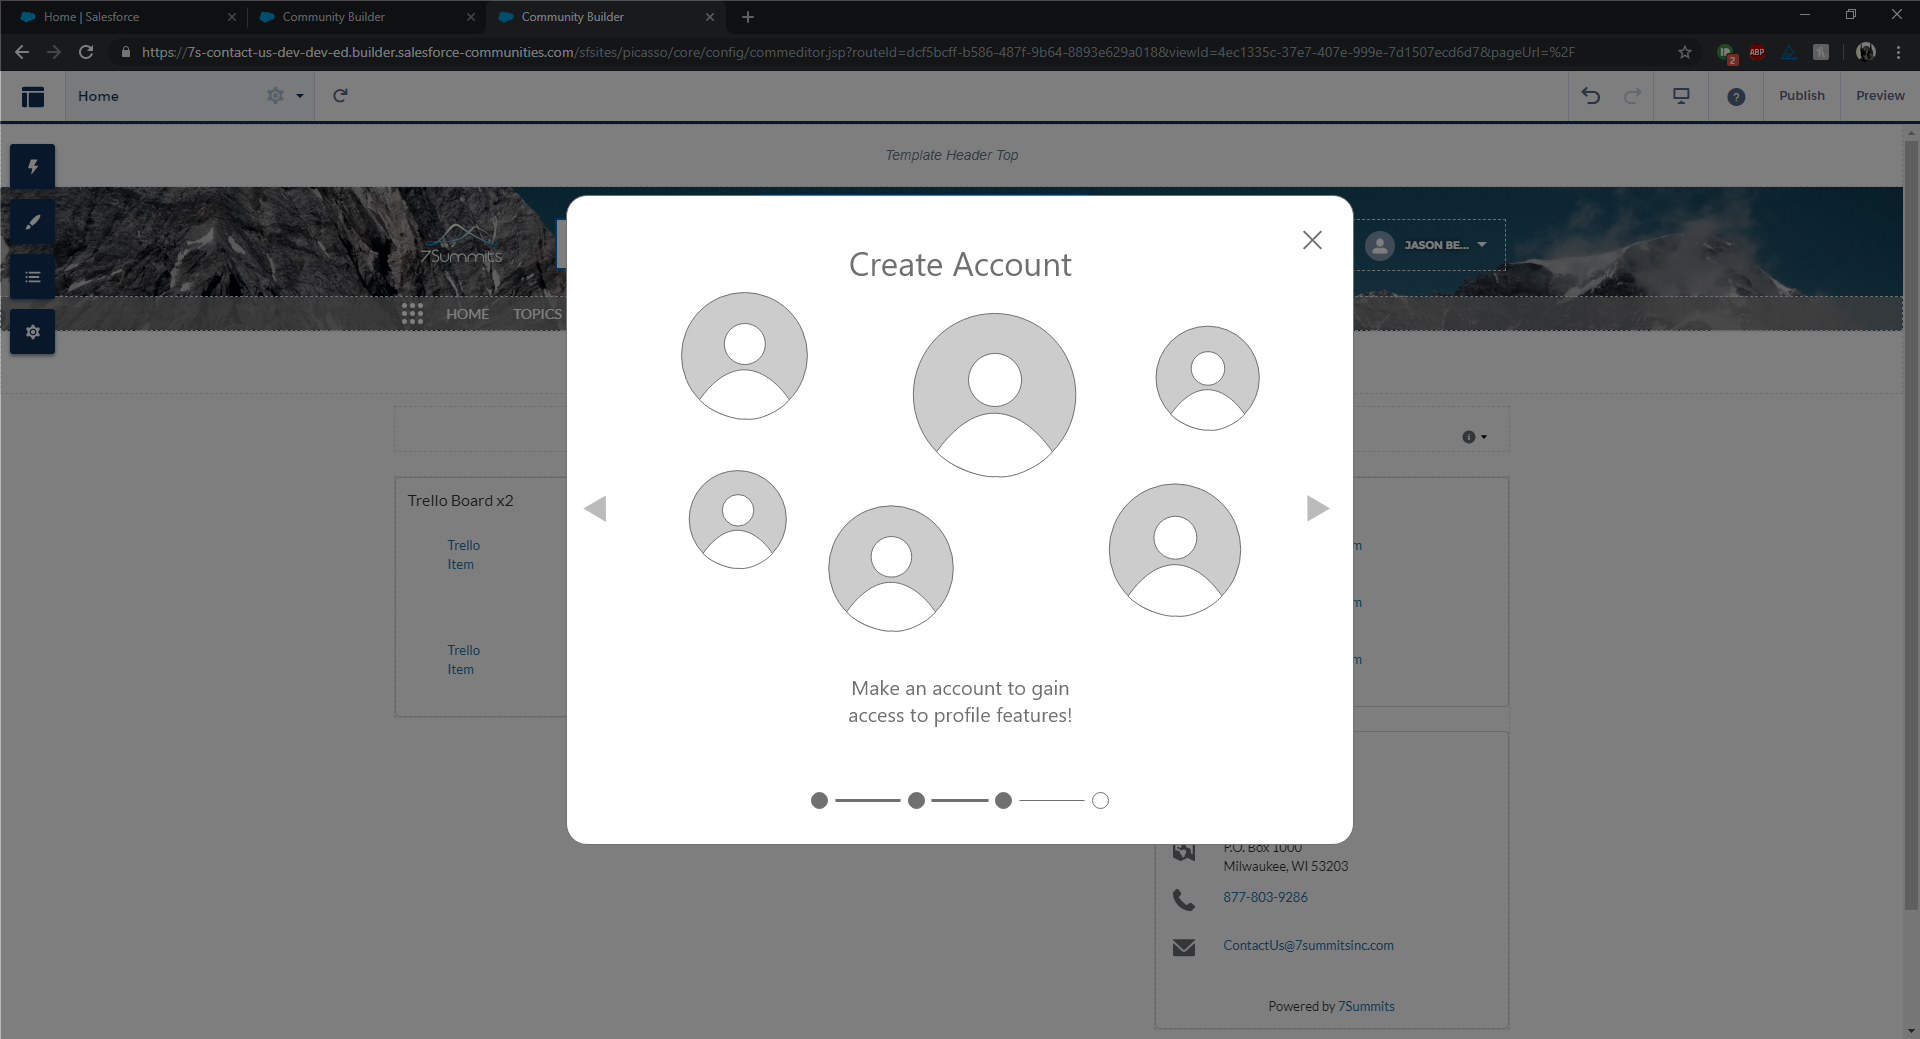 Home | Salesforce
Community Builder
Community Builder
https://7s-contact-us-dev-dev-ed.builder.salesforce-communities.com/sfsites/picasso/core/config/commeditor.jsp?routeId=dcf5bcff-b586-487f-9b64-8893e629a018&viewId=4ec1335c-37e7-407e-999e-7d1507ecd6d7&pageUrl=%2F
2
ABP
Home
Publish
Preview
Template Header Top
7Summits
JASON BE...
HOME
TOPICS
Create Account
Trello Board x2
Trello
Item
Trello
Item
m
m
m
Make an account to gain
access to profile features!
P.O. Box 1000
Milwaukee, WI 53203
877-803-9286
ContactUs@7summitsinc.com
Powered by 7Summits